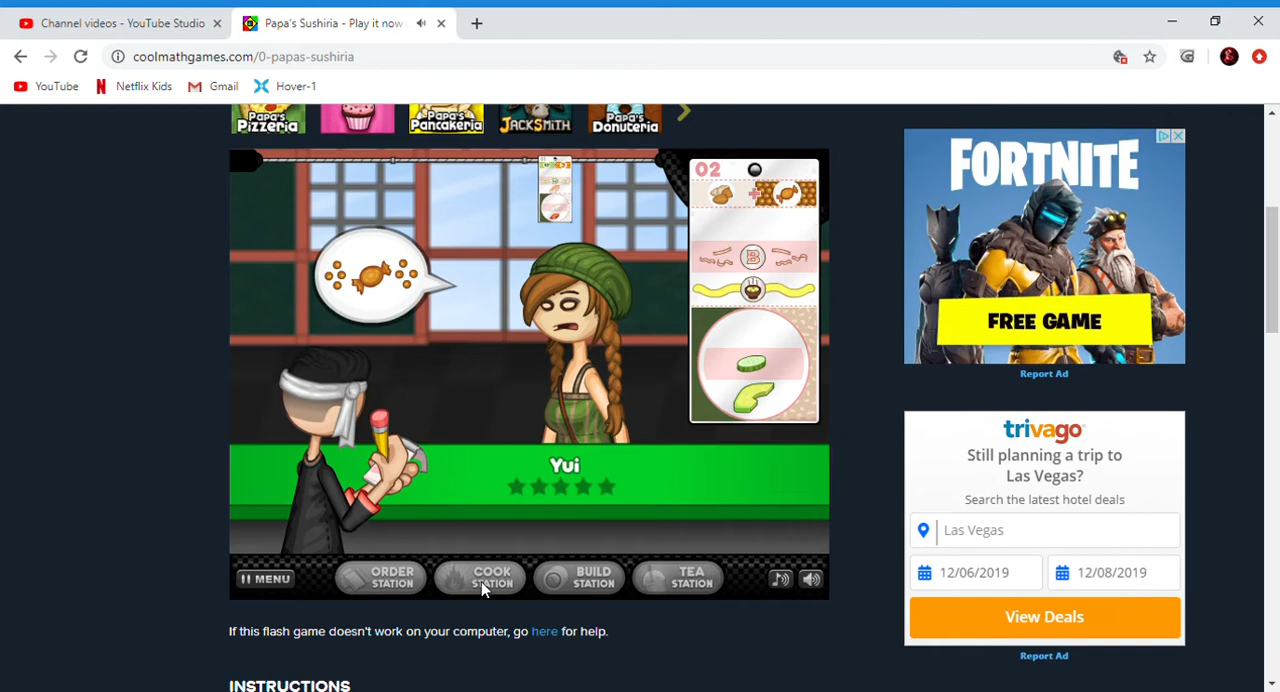 Channel videos - YouTube Studio
Papa's Sushiria - Play it now
coolmathgames.com/0-papas-sushiria
YouTube
Netflix Kids
Gmail
Hover-1
Papa's Pizzeria
Papa's Pancakeria
JACKSMITH
Papa's Donuteria
02
B
Yui
MENU
ORDER STATION
COOK STATION
BUILD STATION
TEA STATION
If this flash game doesn't work on your computer, go here for help.
INSTRUCTIONS
FORTNITE
FREE GAME
Report Ad
trivago
Still planning a trip to
Las Vegas?
Search the latest hotel deals
Las Vegas
12/06/2019
12/08/2019
View Deals
Report Ad